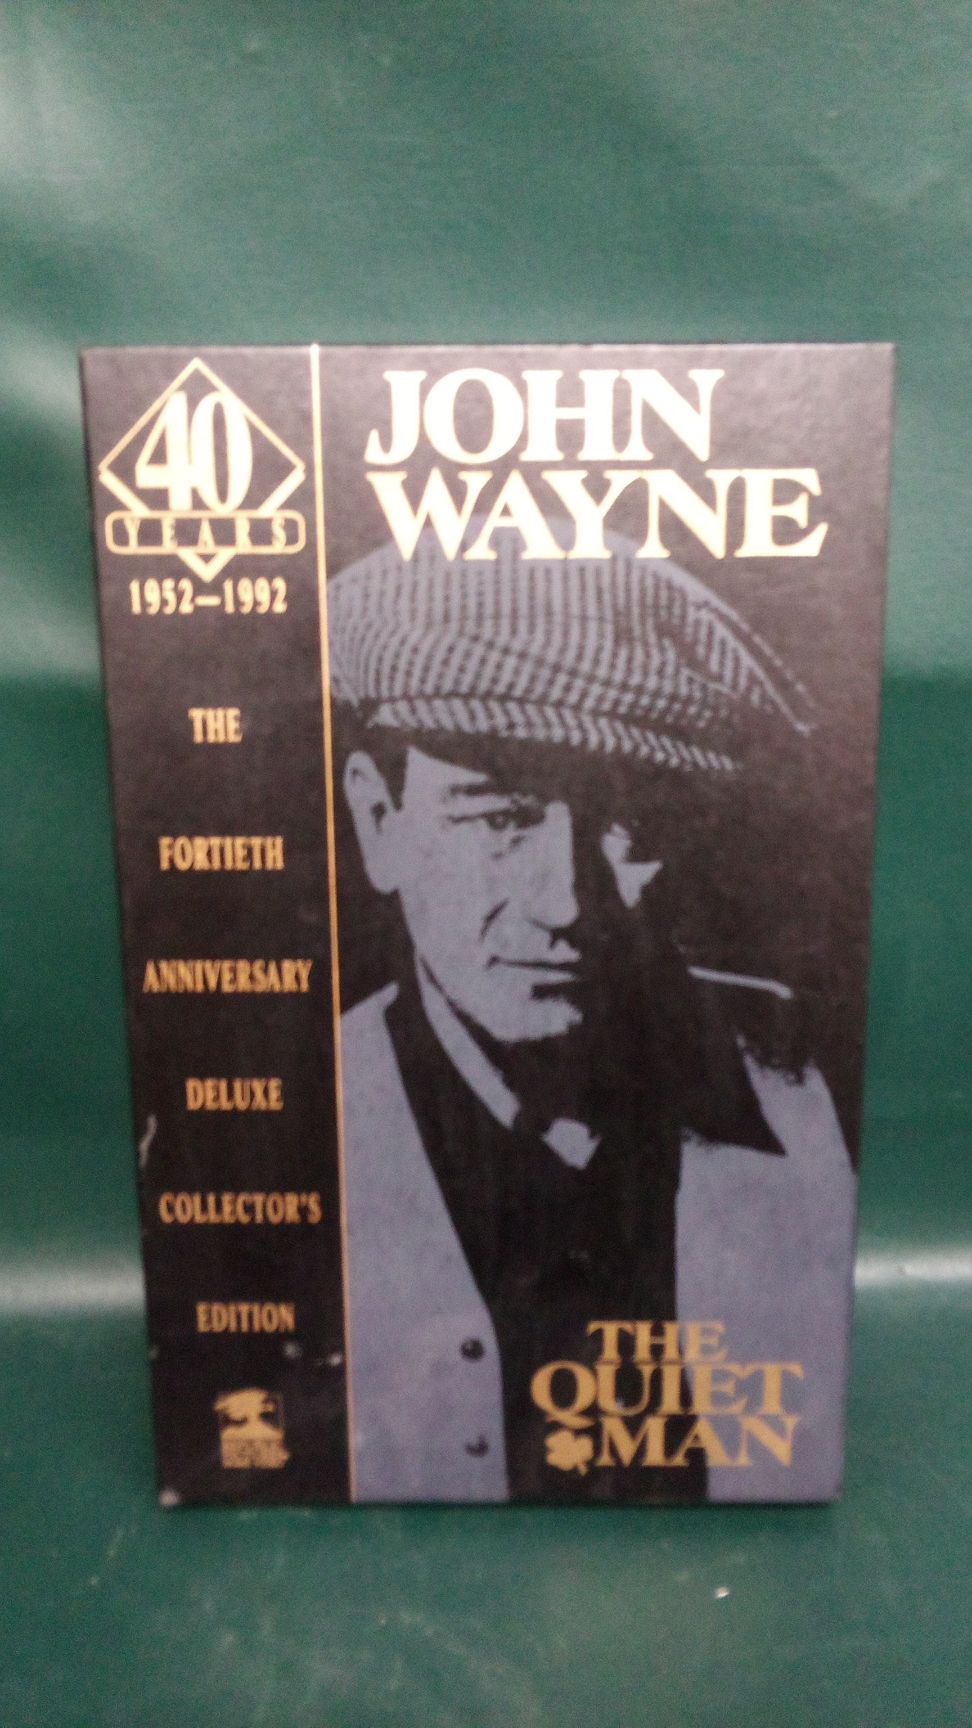 40
YEARS
1952–1992
THE
FORTIETH
ANNIVERSARY
DELUXE
COLLECTOR'S
EDITION
JOHN
WAYNE
THE
QUIET
MAN